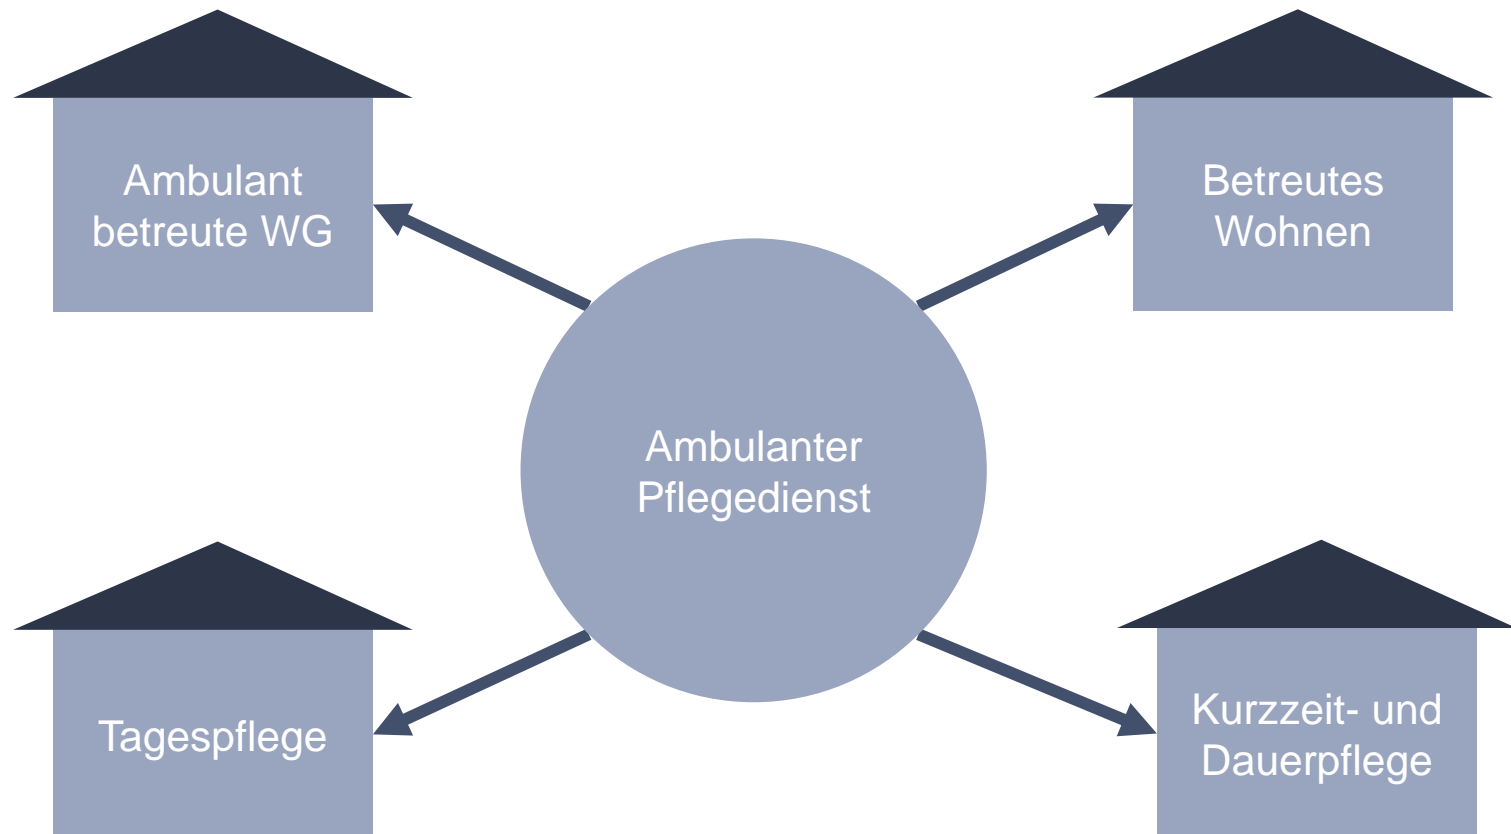 Ambulant
betreute WG
Betreutes
Wohnen
Ambulanter
Pflegedienst
Tagespflege
Kurzzeit- und
Dauerpflege